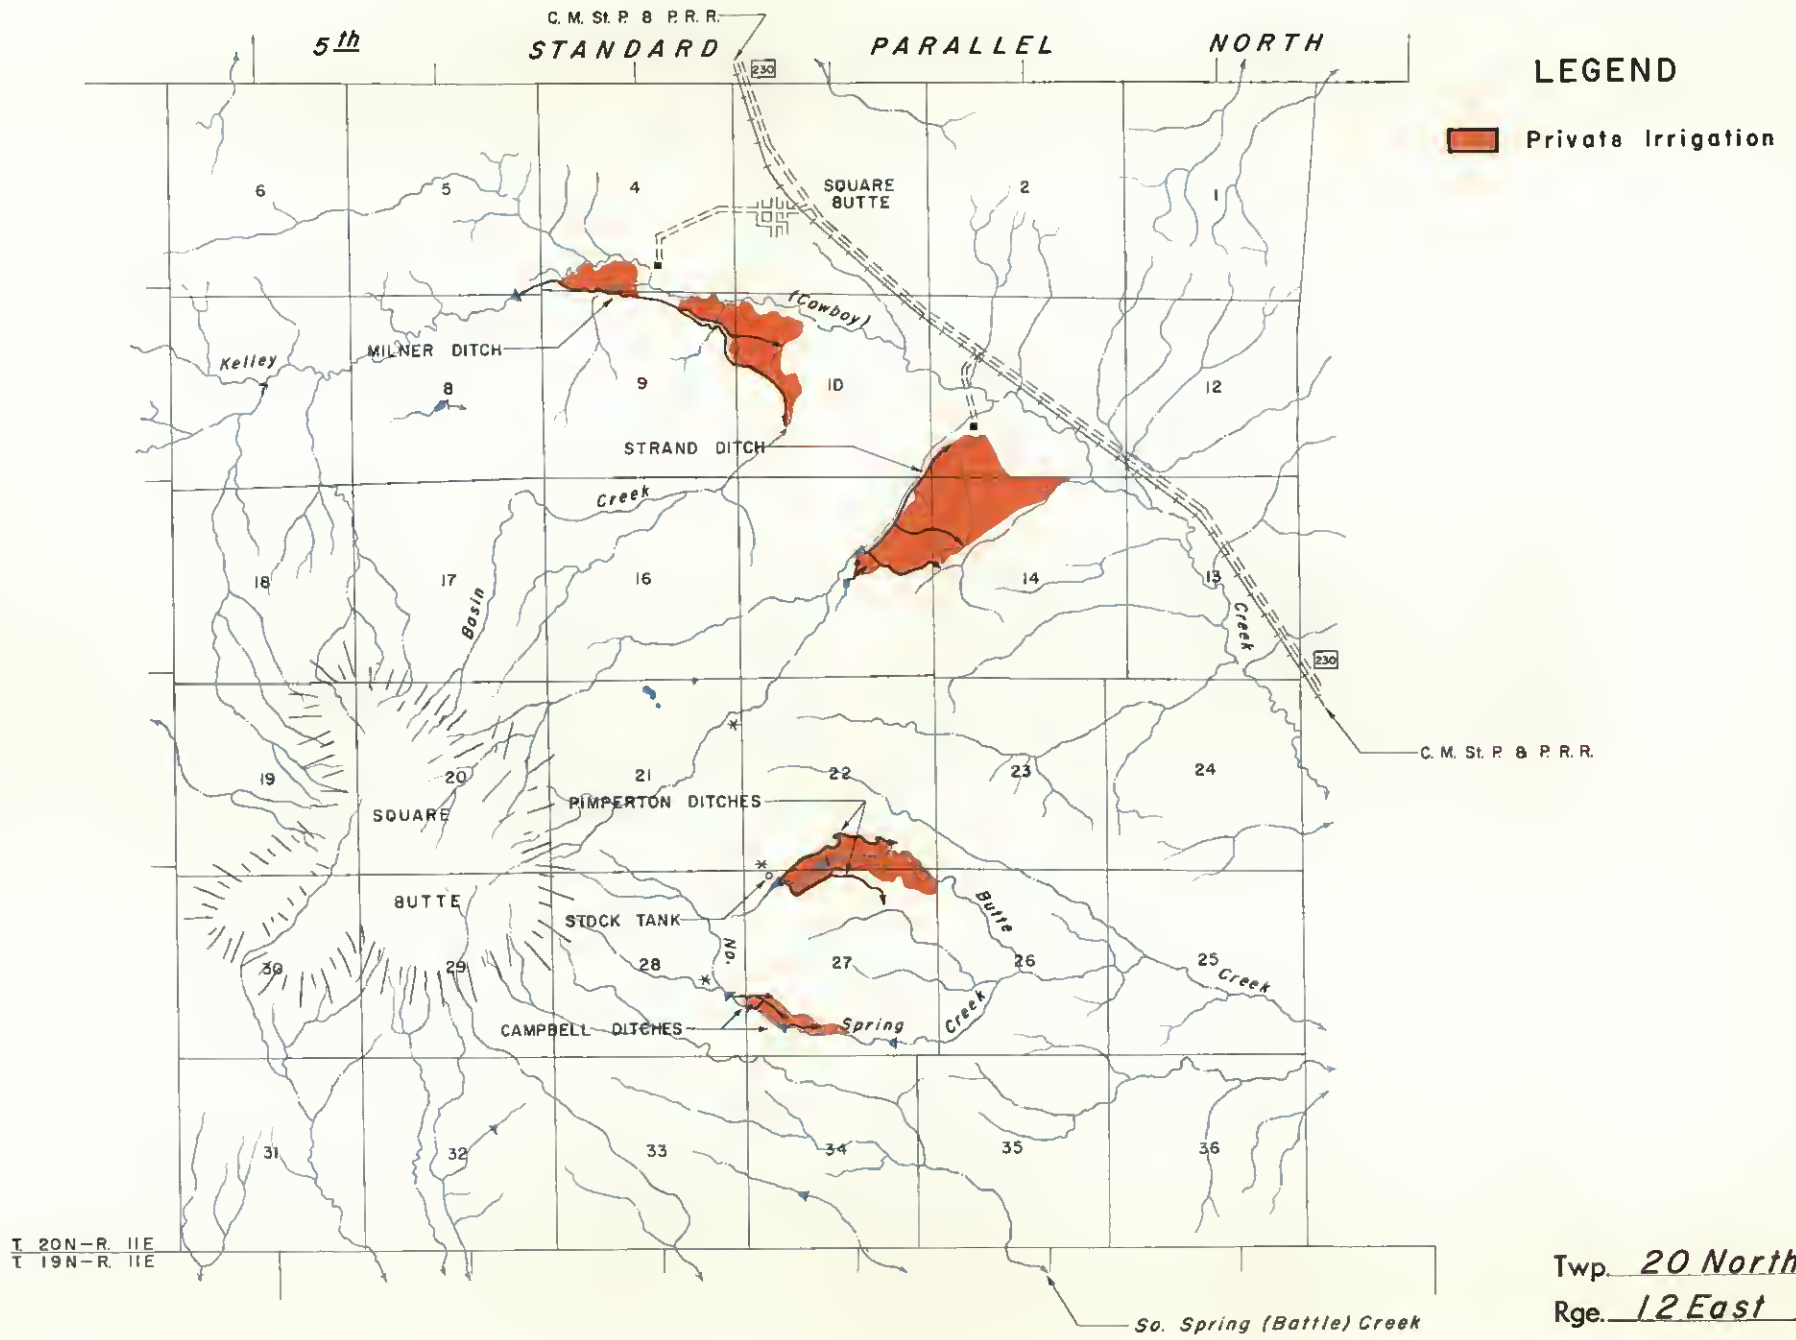 C. M. St. P. & P. R. R.
5th STANDARD PARALLEL NORTH
230
LEGEND
Private Irrigation
6
5
4
SQUARE
BUTTE
2
1
(Cowboy)
Kelley
MILNER DITCH
8
9
10
12
STRAND DITCH
Creek
18
17
16
14
13
Basin
Creek
230
C. M. St. P. & P. R. R.
19
20
21
22
23
24
SQUARE
PIMPERTON DITCHES
BUTTE
STOCK TANK
Butte
No.
30
29
28
27
26
25
Creek
CAMPBELL DITCHES
Spring
Creek
31
32
33
34
35
36
T. 20N-R. 11E
T. 19N-R. 11E
Twp. 20 North
Rge. 12 East
So. Spring (Battle) Creek